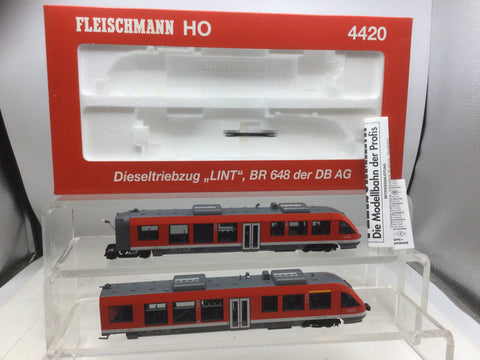 FLEISCHMANN HO
4420
Dieseltriebzug „LINT“, BR 648 der DB AG
Die Modellbahn der Profis